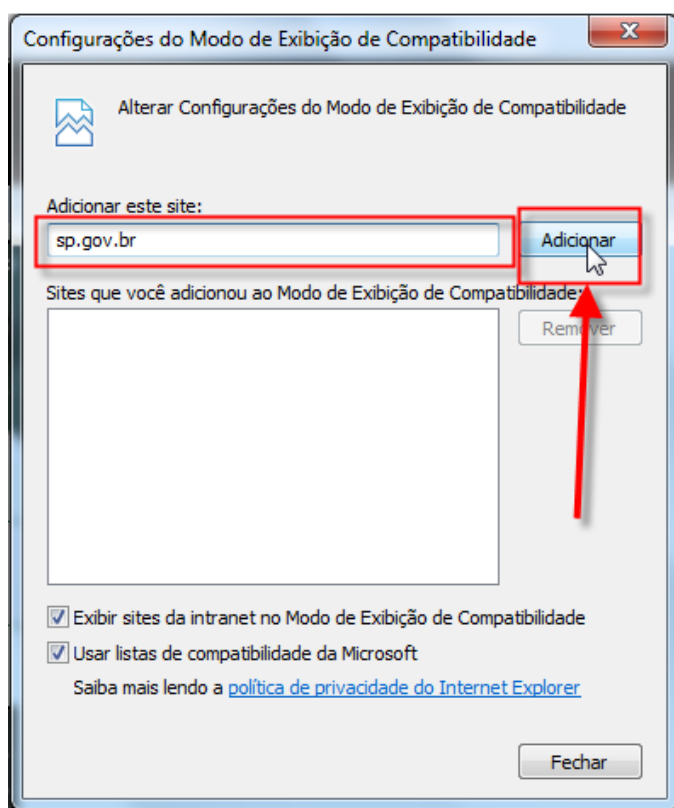 Configurações do Modo de Exibição de Compatibilidade
Alterar Configurações do Modo de Exibição de Compatibilidade
Adicionar este site:
sp.gov.br
Adicionar
Sites que você adicionou ao Modo de Exibição de Compatibilidade:
Remover
Exibir sites da intranet no Modo de Exibição de Compatibilidade
Usar listas de compatibilidade da Microsoft
Saiba mais lendo a política de privacidade do Internet Explorer
Fechar